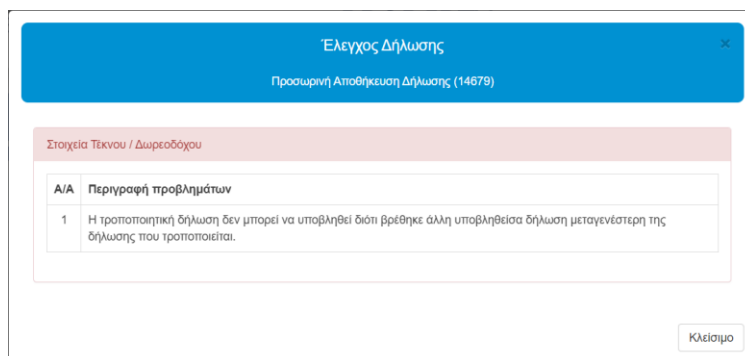 Έλεγχος Δήλωσης
×
Προσωρινή Αποθήκευση Δήλωσης (14679)
Στοιχεία Τέκνου / Δωρεοδόχου
Α/Α Περιγραφή προβλημάτων
1 Η τροποποιητική δήλωση δεν μπορεί να υποβληθεί διότι βρέθηκε άλλη υποβληθείσα δήλωση μεταγενέστερη της
δήλωσης που τροποποιείται.
Κλείσιμο